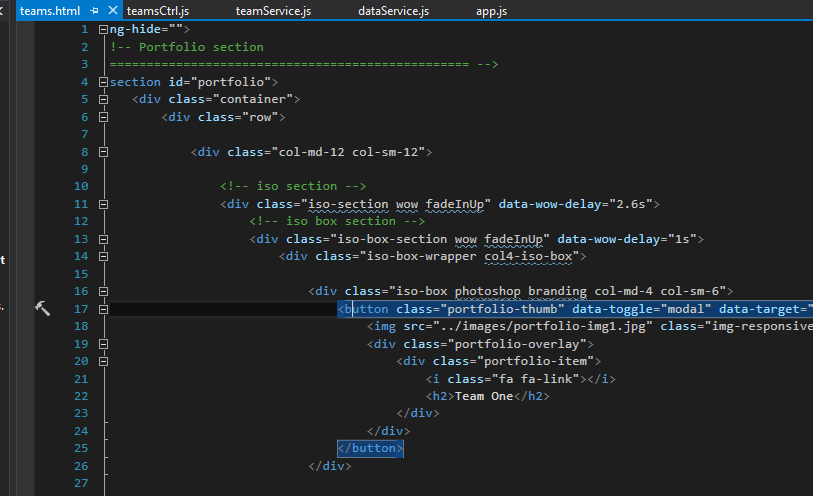 teams.html teamsCtrl.js teamService.js dataService.js app.js
1 ng-hide="">
2 !-- Portfolio section
3 =============================================== -->
4 section id="portfolio">
5 <div class="container">
6 <div class="row">
7
8 <div class="col-md-12 col-sm-12">
9
10 <!-- iso section -->
11 <div class="iso-section wow fadeInUp" data-wow-delay="2.6s">
12 <!-- iso box section -->
13 <div class="iso-box-section wow fadeInUp" data-wow-delay="1s">
14 <div class="iso-box-wrapper col4-iso-box">
15
16 <div class="iso-box photoshop branding col-md-4 col-sm-6">
17 <button class="portfolio-thumb" data-toggle="modal" data-target="
18 <img src="../images/portfolio-img1.jpg" class="img-responsive
19 <div class="portfolio-overlay">
20 <div class="portfolio-item">
21 <i class="fa fa-link"></i>
22 <h2>Team One</h2>
23 </div>
24 </div>
25 </button>
26 </div>
27